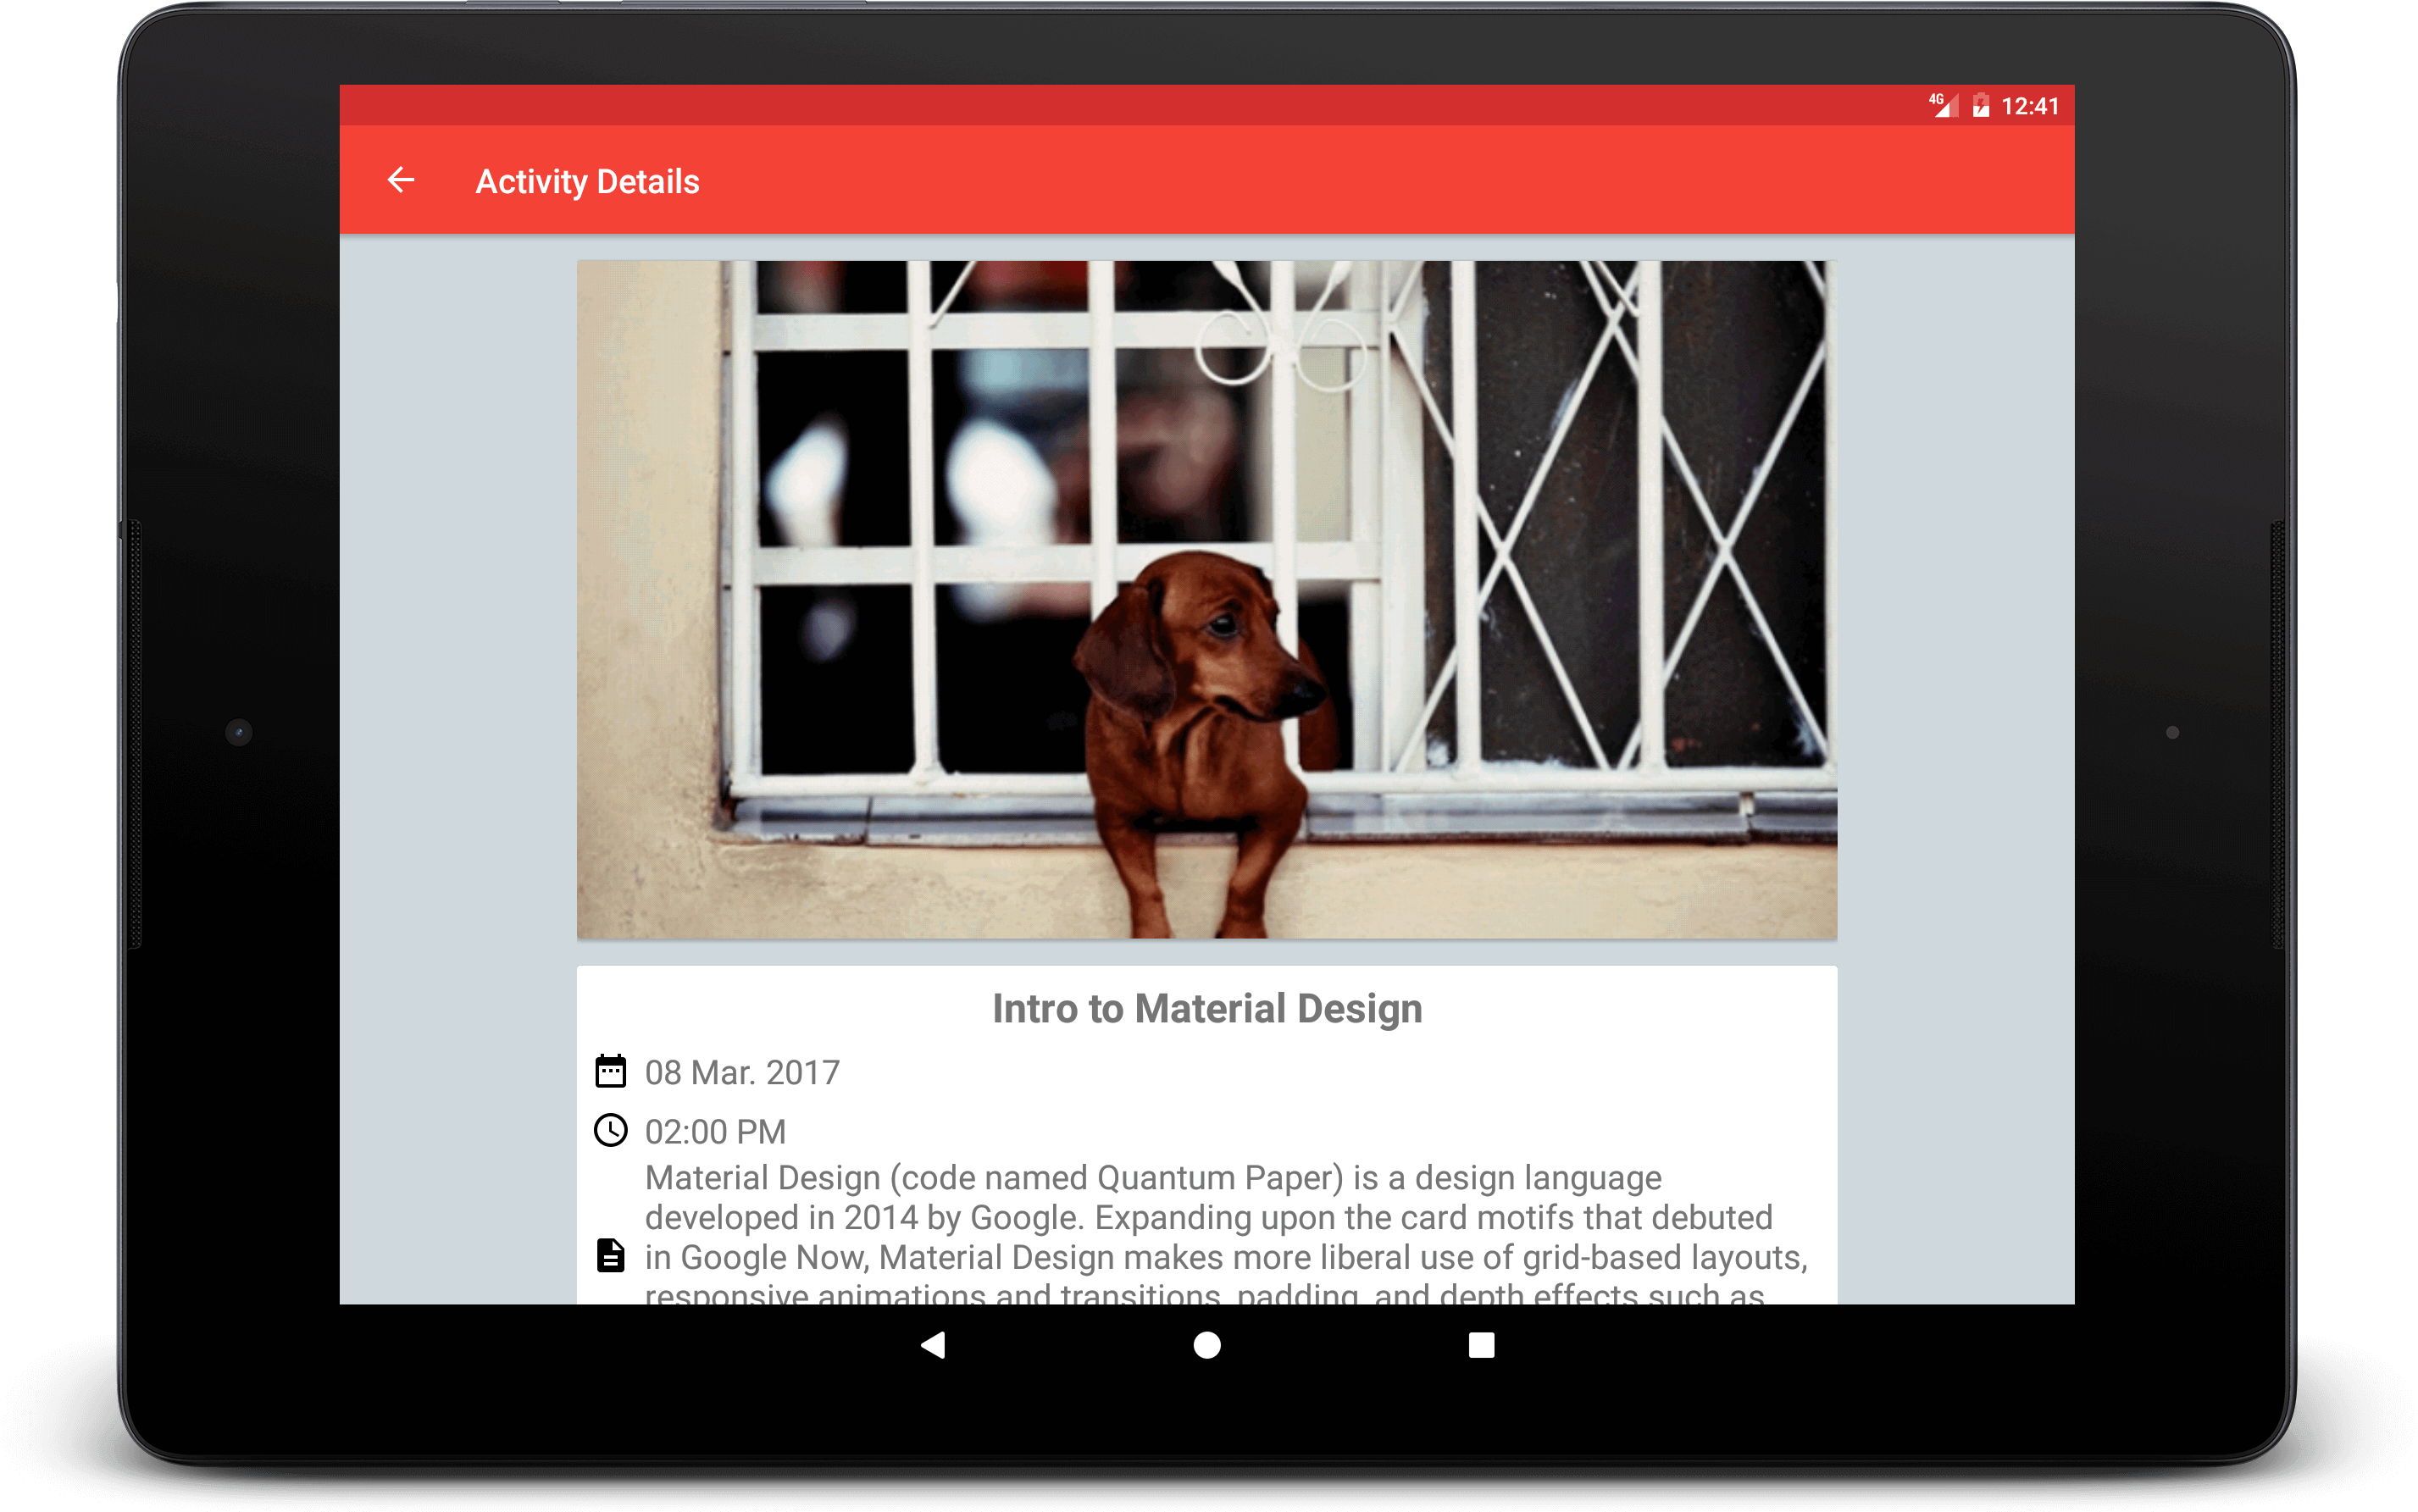 4G 12:41
Activity Details
Intro to Material Design
08 Mar. 2017
02:00 PM
Material Design (code named Quantum Paper) is a design language
developed in 2014 by Google. Expanding upon the card motifs that debuted
in Google Now, Material Design makes more liberal use of grid-based layouts,
responsive animations and transitions, padding, and depth effects such as